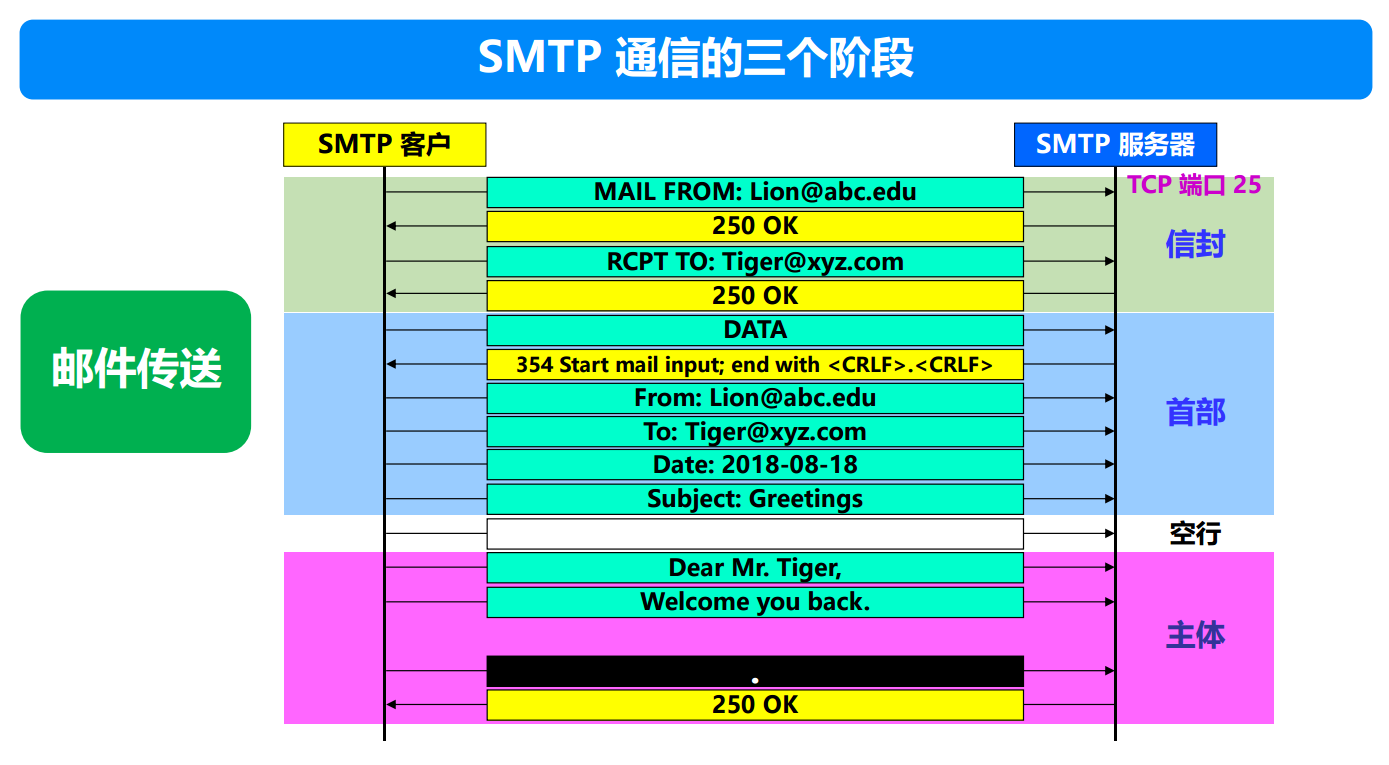 SMTP 通信的三个阶段
SMTP 客户
SMTP 服务器
TCP 端口 25
MAIL FROM: Lion@abc.edu
250 OK
信封
RCPT TO: Tiger@xyz.com
250 OK
邮件传送
DATA
354 Start mail input; end with <CRLF>.<CRLF>
From: Lion@abc.edu
首部
To: Tiger@xyz.com
Date: 2018-08-18
Subject: Greetings
空行
Dear Mr. Tiger,
Welcome you back.
主体
.
250 OK